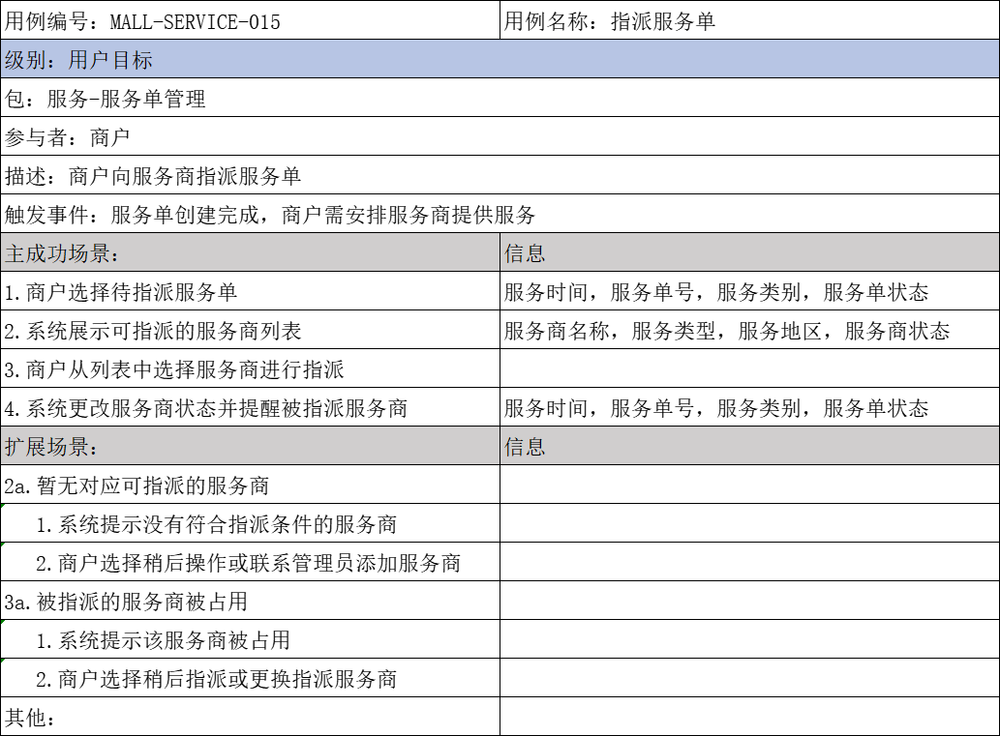 用例编号：MALL-SERVICE-015 用例名称：指派服务单
级别：用户目标
包：服务-服务单管理
参与者：商户
描述：商户向服务商指派服务单
触发事件：服务单创建完成，商户需安排服务商提供服务
主成功场景： 信息
1.商户选择待指派服务单 服务时间，服务单号，服务类别，服务单状态
2.系统展示可指派的服务商列表 服务商名称，服务类型，服务地区，服务商状态
3.商户从列表中选择服务商进行指派
4.系统更改服务商状态并提醒被指派服务商 服务时间，服务单号，服务类别，服务单状态
扩展场景： 信息
2a.暂无对应可指派的服务商
1.系统提示没有符合指派条件的服务商
2.商户选择稍后操作或联系管理员添加服务商
3a.被指派的服务商被占用
1.系统提示该服务商被占用
2.商户选择稍后指派或更换指派服务商
其他：